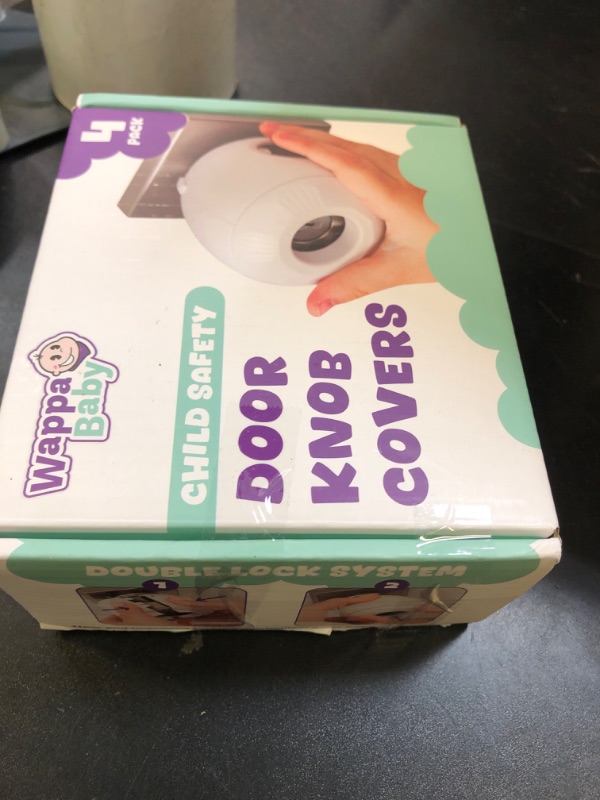 4
PACK
Wappa
Baby
CHILD SAFETY
DOOR
KNOB
COVERS
DOUBLE LOCK SYSTEM
1
2